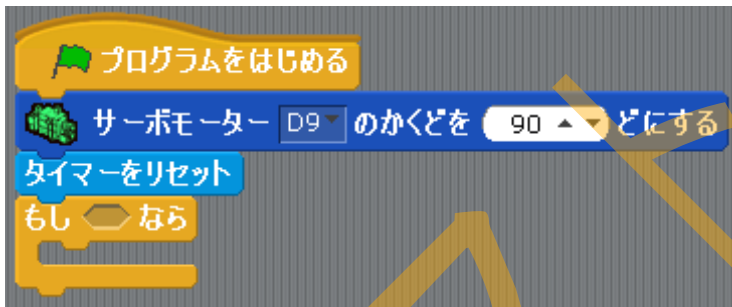 プログラムをはじめる
サーボモーター D9 のかくどを 90 どにする
タイマーをリセット
もし なら